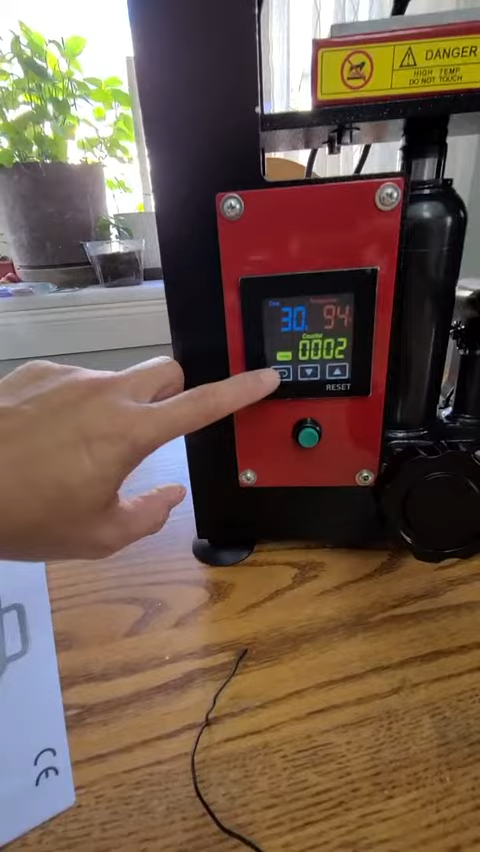 DANGER
HIGH TEMP
DO NOT TOUCH
Time
Temperature
30
94
Counter
0002
RESET
CE